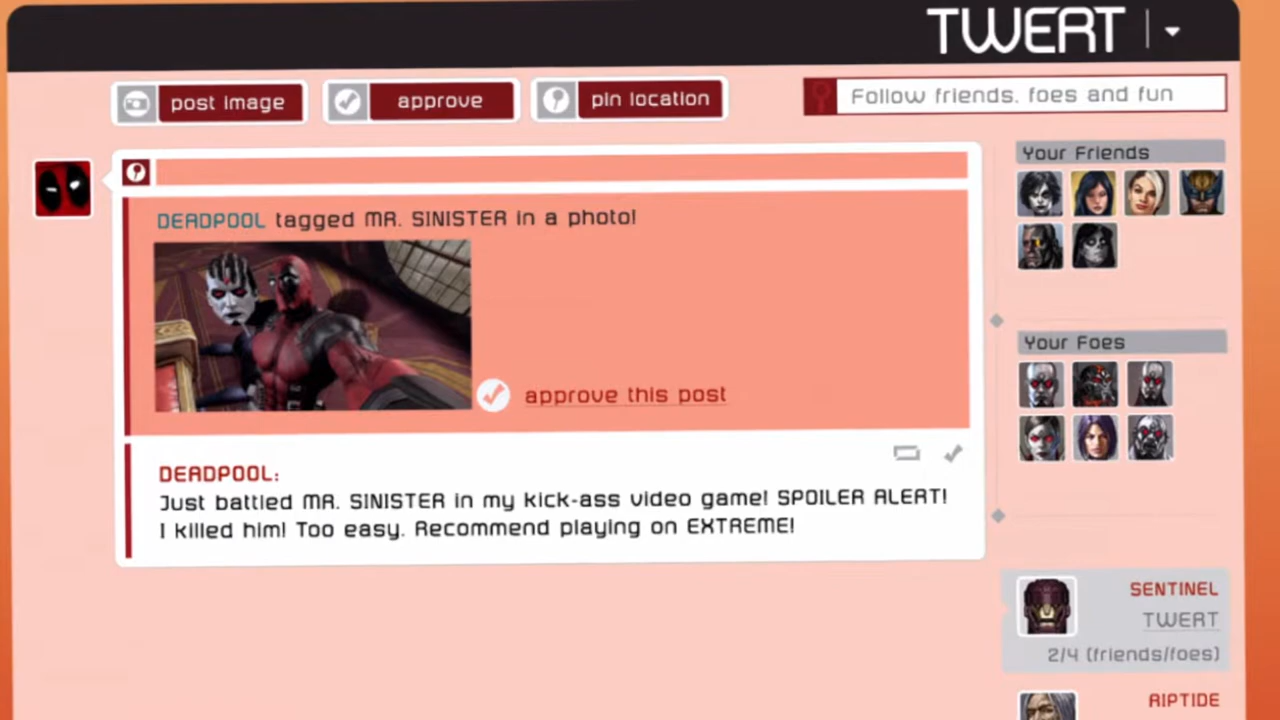 TWERT
post image
approve
pin location
Follow friends, foes and fun
DEADPOOL tagged MR. SINISTER in a photo!
approve this post
DEADPOOL:
Just battled MR. SINISTER in my kick-ass video game! SPOILER ALERT!
I killed him! Too easy. Recommend playing on EXTREME!
Your Friends
Your Foes
SENTINEL
TWERT
2/4 (friends/foes)
RIPTIDE